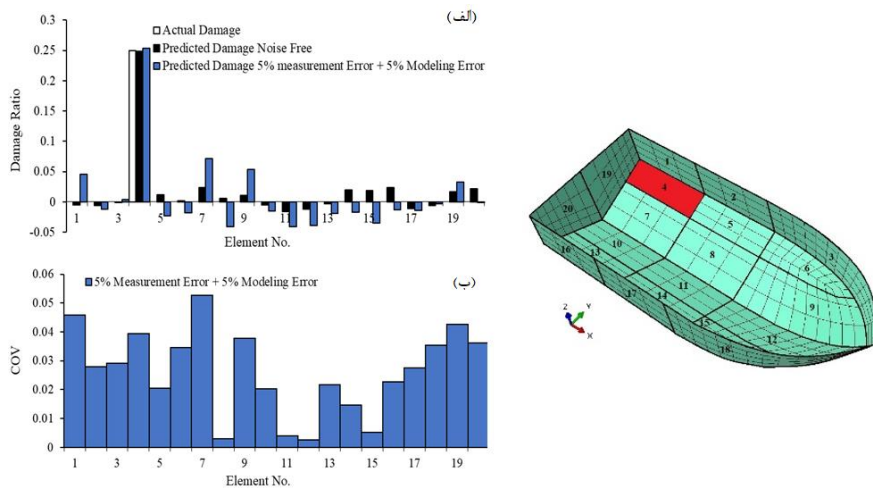 (الف)
Actual Damage
Predicted Damage Noise Free
Predicted Damage 5% measurement Error + 5% Modeling Error
0.3
0.25
0.2
0.15
0.1
0.05
0
-0.05
Damage Ratio
1 3 5 7 9 11 13 15 17 19
Element No.
(ب)
5% Measurement Error + 5% Modeling Error
0.06
0.05
0.04
0.03
0.02
0.01
0
COV
1 3 5 7 9 11 13 15 17 19
Element No.
1
19
4
2
20
7
5
3
16
13
10
8
6
17
14
11
9
15
12
18
Z Y
X